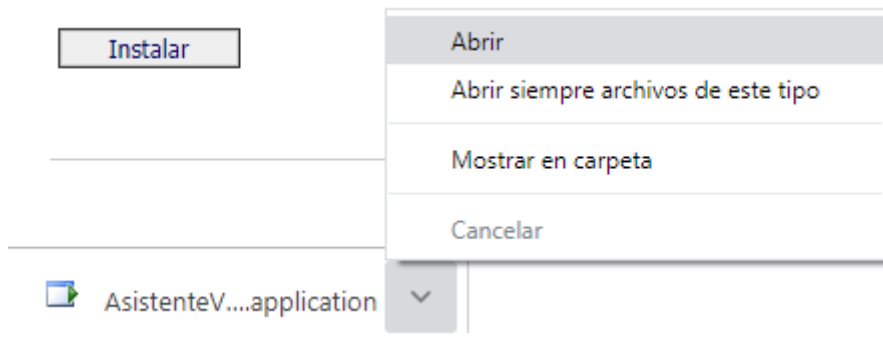 Instalar
Abrir
Abrir siempre archivos de este tipo
Mostrar en carpeta
Cancelar
AsistenteV....application